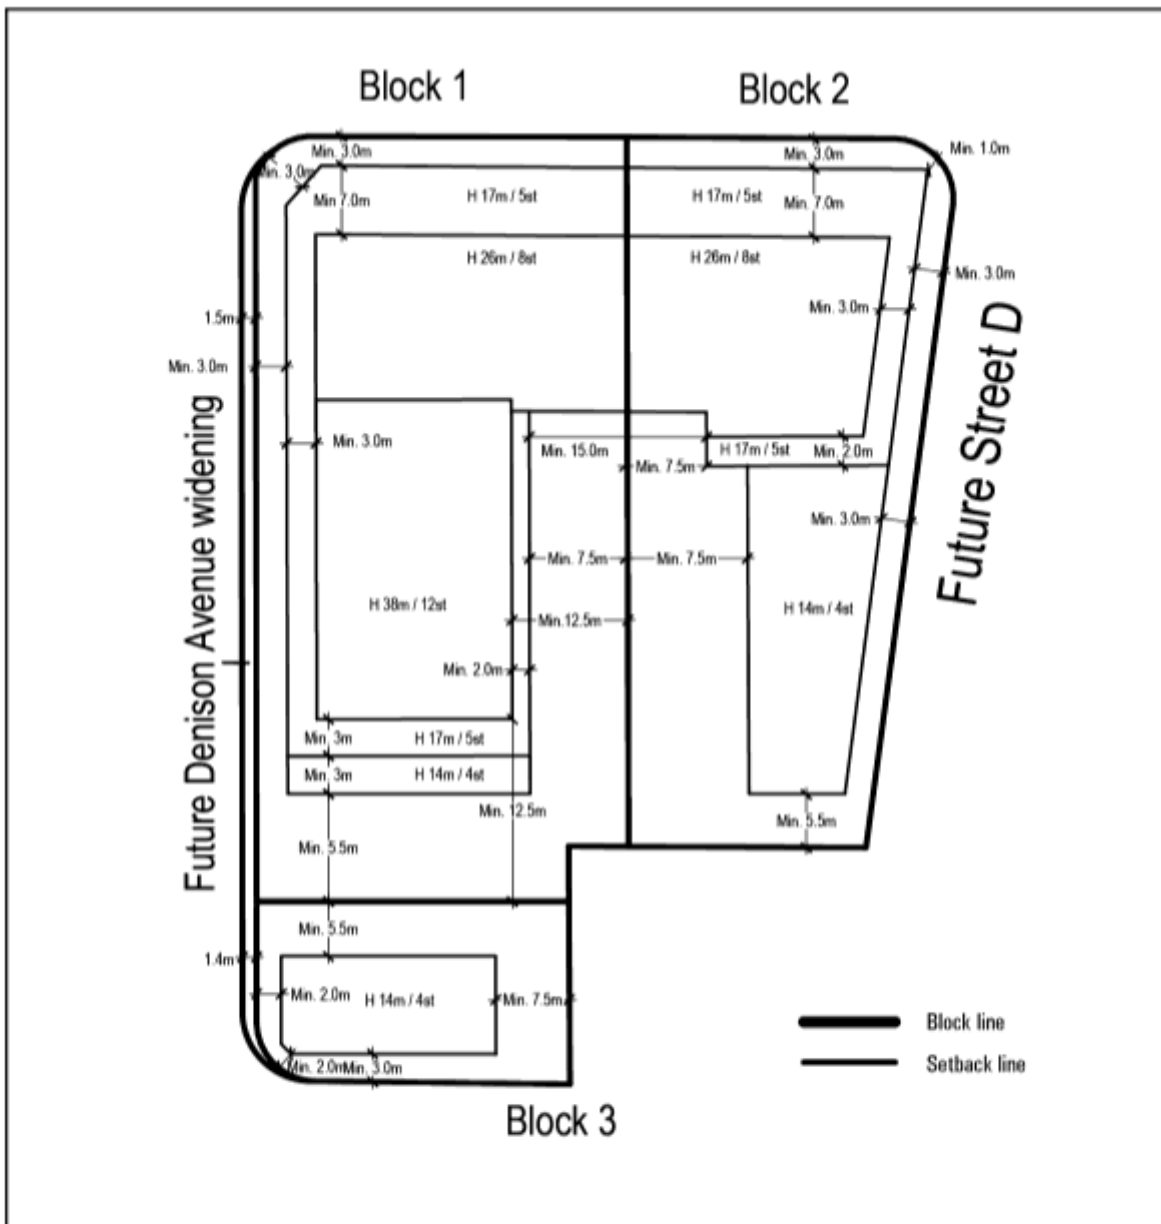 Block 1
Block 2
Min. 3.0m
Min. 3.0m
Min. 1.0m
Min. 3.0m
Min 7.0m
H 17m / 5st
H 17m / 5st
Min. 7.0m
H 26m / 8st
H 26m / 8st
Min. 3.0m
1.5m
Min. 3.0m
Min. 3.0m
Future Denison Avenue widening
Future Street D
Min. 3.0m
Min. 15.0m
H 17m / 5st
Min. 2.0m
Min. 7.5m
Min. 3.0m
Min. 7.5m
Min. 7.5m
H 38m / 12st
Min.12.5m
H 14m / 4st
Min. 2.0m
Min. 3m
H 17m / 5st
Min. 3m
H 14m / 4st
Min. 12.5m
Min. 5.5m
Min. 5.5m
Min. 5.5m
1.4m
Min. 2.0m
H 14m / 4st
Min. 7.5m
Min. 2.0m
Min. 3.0m
Block line
Setback line
Block 3